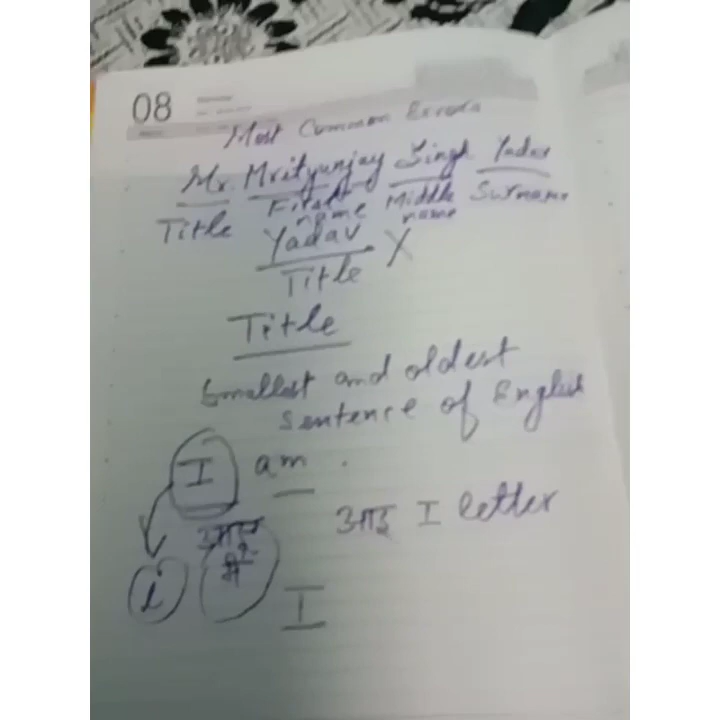 08
Most Common Errors
Mr. Mrityunjay Singh Yadav
Title First name Middle name Surname
Yadav X
Title
Title
Smallest and oldest
sentence of English
I am .
आइ I letter
i मैं
I